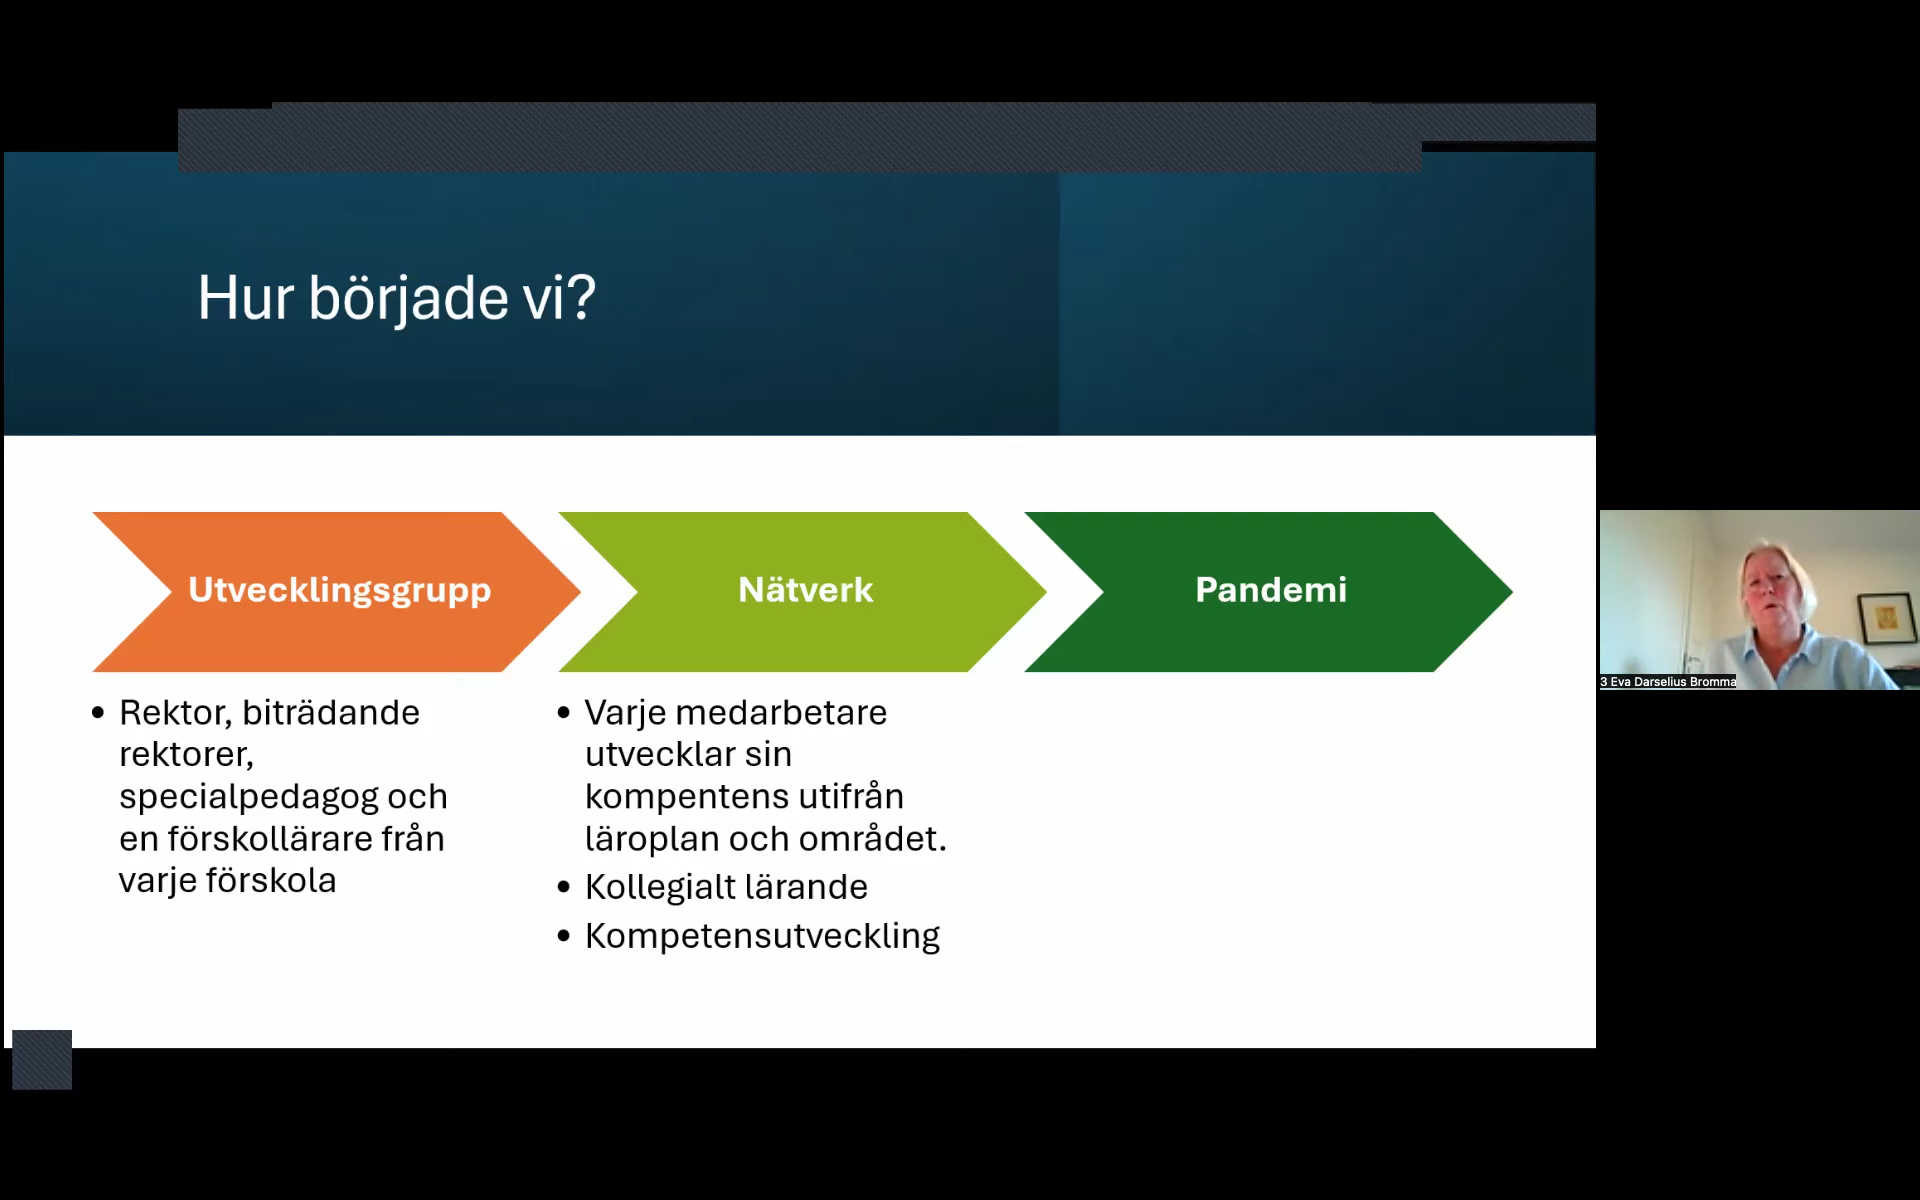 Hur började vi?
Utvecklingsgrupp
Nätverk
Pandemi
• Rektor, biträdande
rektorer,
specialpedagog och
en förskollärare från
varje förskola
• Varje medarbetare
utvecklar sin
kompentens utifrån
läroplan och området.
• Kollegialt lärande
• Kompetensutveckling
3 Eva Darselius Bromma